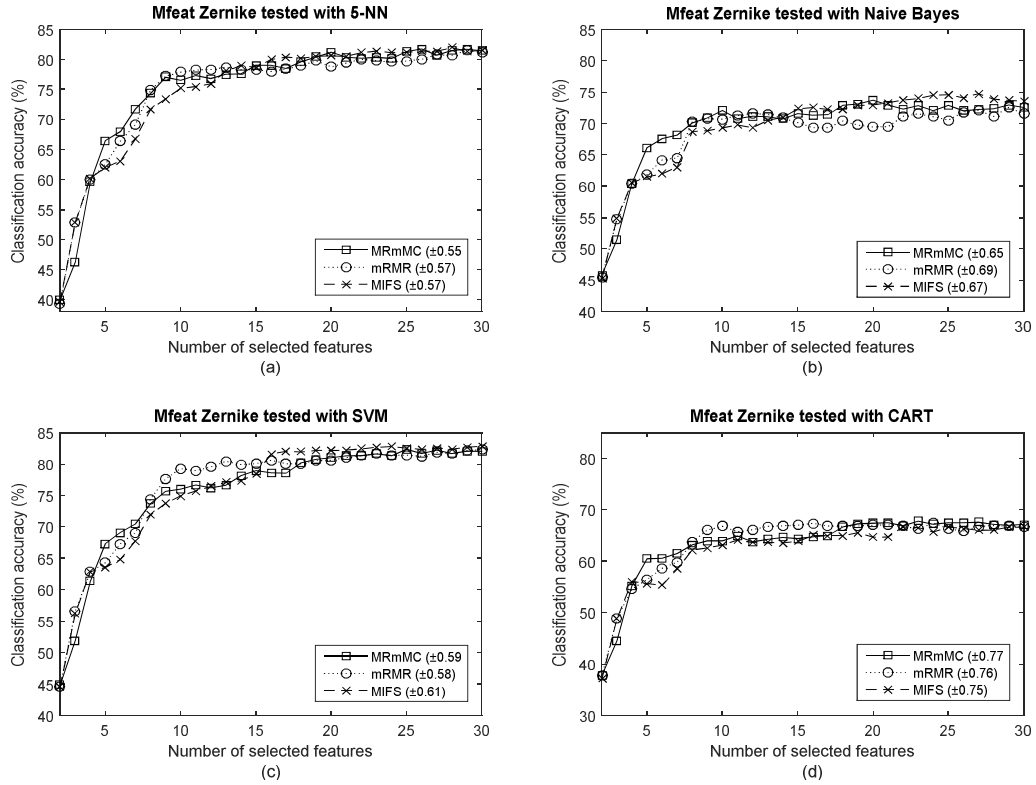 Mfeat Zernike tested with 5-NN
Classification accuracy (%)
85
80
75
70
65
60
55
50
45
40
MRmMC (±0.55
mRMR (±0.57)
MIFS (±0.57)
5 10 15 20 25 30
Number of selected features
(a)
Mfeat Zernike tested with Naive Bayes
Classification accuracy (%)
85
80
75
70
65
60
55
50
45
40
MRmMC (±0.65
mRMR (±0.69)
MIFS (±0.67)
5 10 15 20 25 30
Number of selected features
(b)
Mfeat Zernike tested with SVM
Classification accuracy (%)
85
80
75
70
65
60
55
50
45
40
MRmMC (±0.59
mRMR (±0.58)
MIFS (±0.61)
5 10 15 20 25 30
Number of selected features
(c)
Mfeat Zernike tested with CART
Classification accuracy (%)
80
70
60
50
40
30
MRmMC (±0.77
mRMR (±0.76)
MIFS (±0.75)
5 10 15 20 25 30
Number of selected features
(d)